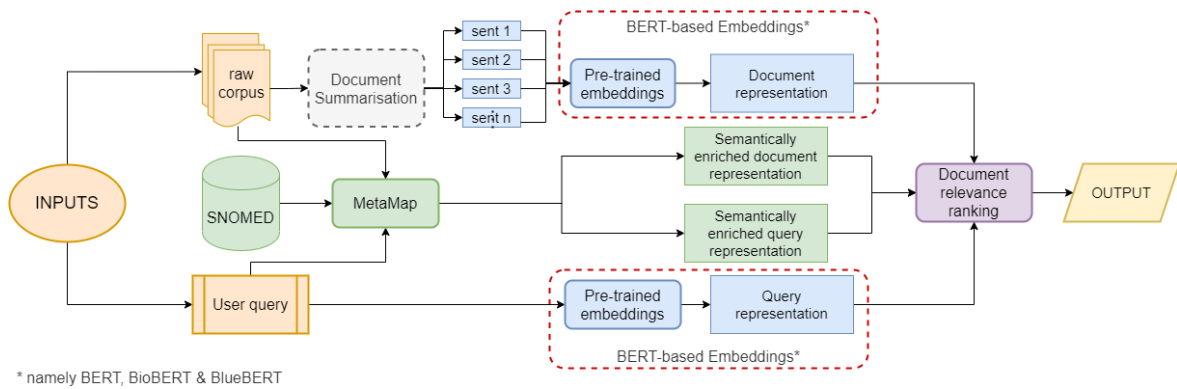 BERT-based Embeddings*
sent 1
sent 2
sent 3
sent n
raw
corpus
Document
Summarisation
Pre-trained
embeddings
Document
representation
INPUTS
SNOMED
MetaMap
Semantically
enriched document
representation
Semantically
enriched query
representation
Document
relevance
ranking
OUTPUT
User query
Pre-trained
embeddings
Query
representation
BERT-based Embeddings*
* namely BERT, BioBERT & BlueBERT